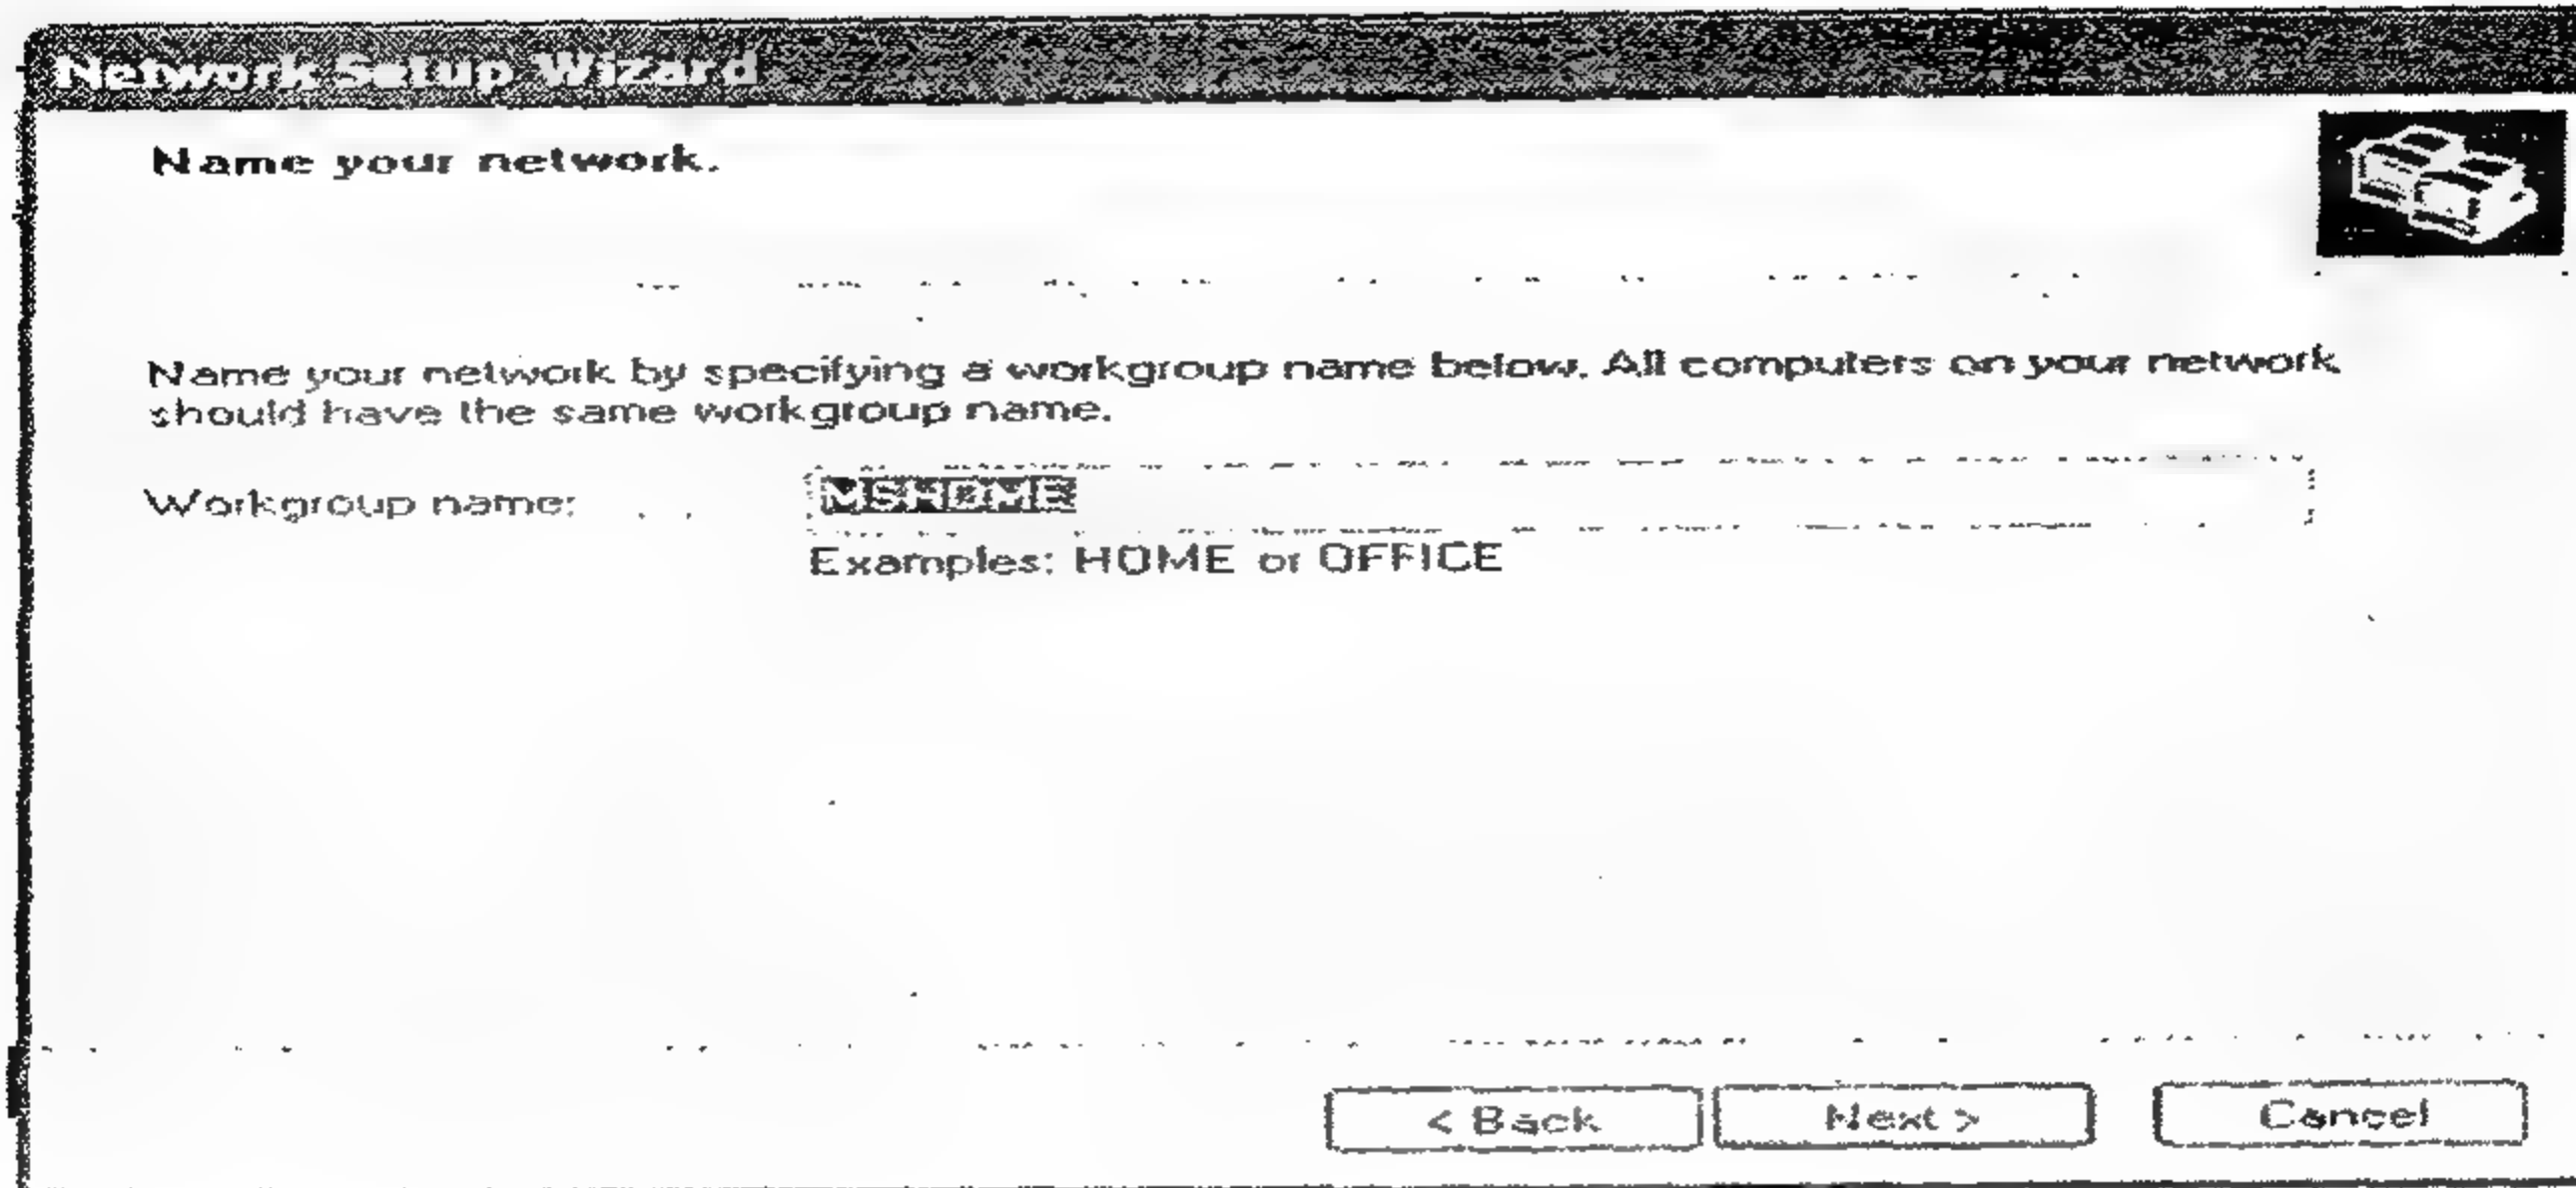 Network Setup Wizard
Name your network.
Name your network by specifying a workgroup name below. All computers on your network
should have the same workgroup name.
Workgroup name:
MSHOME
Examples: HOME or OFFICE
< Back
Next >
Cancel